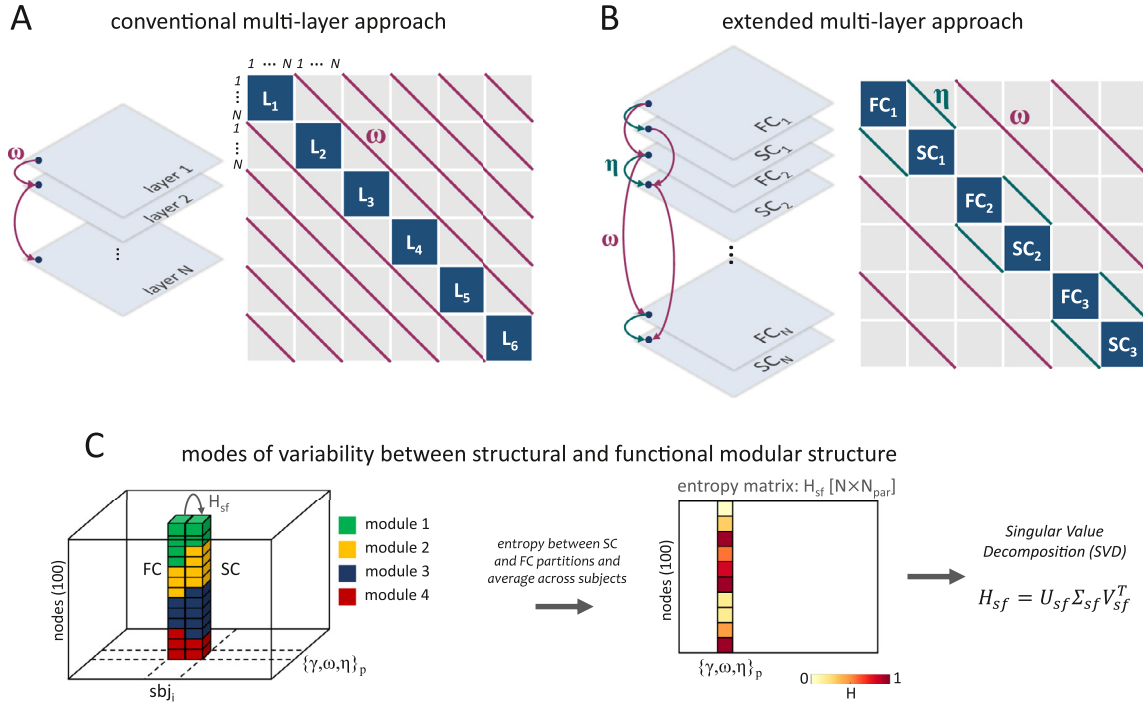 A
conventional multi-layer approach
1 ... N 1 ... N
1
⋮
N
1
⋮
N
L1
L2
L3
L4
L5
L6
ω
ω
layer 1
layer 2
⋮
layer N
B
extended multi-layer approach
FC1
SC1
FC2
SC2
⋮
FCN
SCN
η
ω
FC1
SC1
FC2
SC2
FC3
SC3
η
ω
C
modes of variability between structural and functional modular structure
Hsf
FC
SC
nodes (100)
sbji
{γ,ω,η}p
module 1
module 2
module 3
module 4
entropy between SC
and FC partitions and
average across subjects
entropy matrix: Hsf [N×Npar]
nodes (100)
{γ,ω,η}p
0
1
H
Singular Value
Decomposition (SVD)
Hsf = UsfΣsfVsf^T